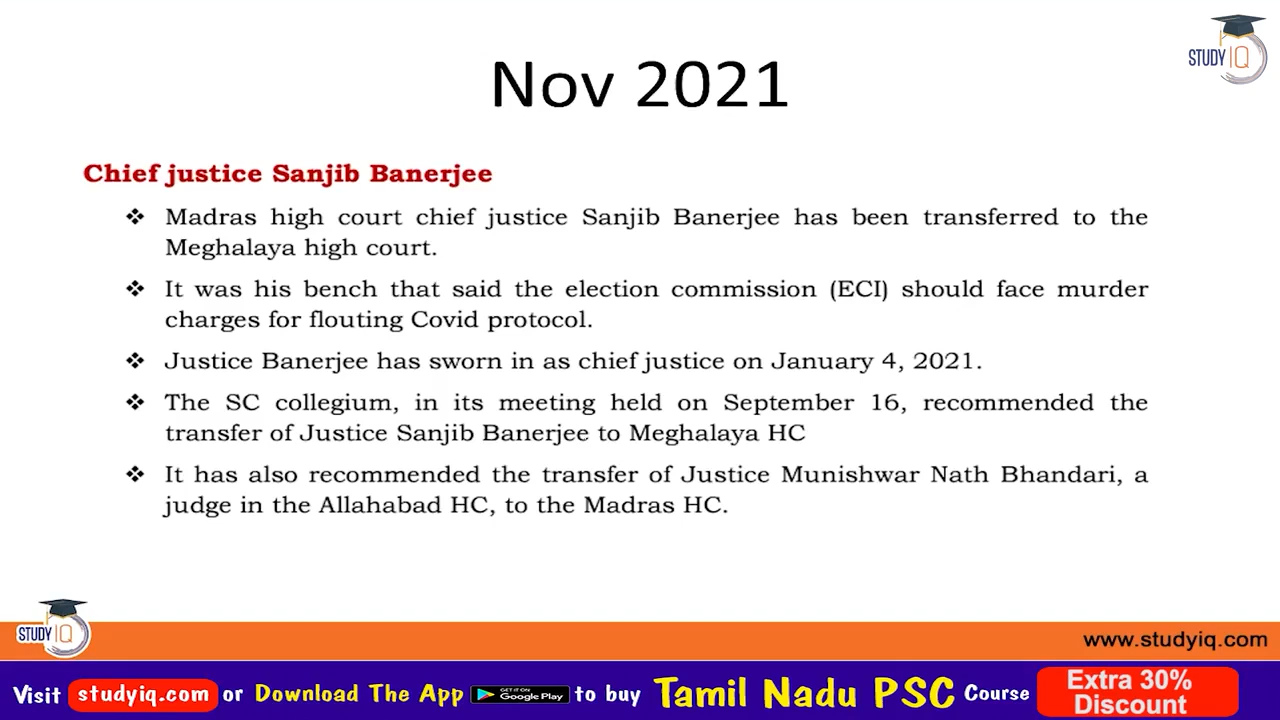 STUDY IQ
Nov 2021
Chief justice Sanjib Banerjee
❖ Madras high court chief justice Sanjib Banerjee has been transferred to the
Meghalaya high court.
❖ It was his bench that said the election commission (ECI) should face murder
charges for flouting Covid protocol.
❖ Justice Banerjee has sworn in as chief justice on January 4, 2021.
❖ The SC collegium, in its meeting held on September 16, recommended the
transfer of Justice Sanjib Banerjee to Meghalaya HC
❖ It has also recommended the transfer of Justice Munishwar Nath Bhandari, a
judge in the Allahabad HC, to the Madras HC.
STUDY IQ
www.studyiq.com
Visit studyiq.com or Download The App GET IT ON Google Play to buy Tamil Nadu PSC Course
Extra 30%
Discount